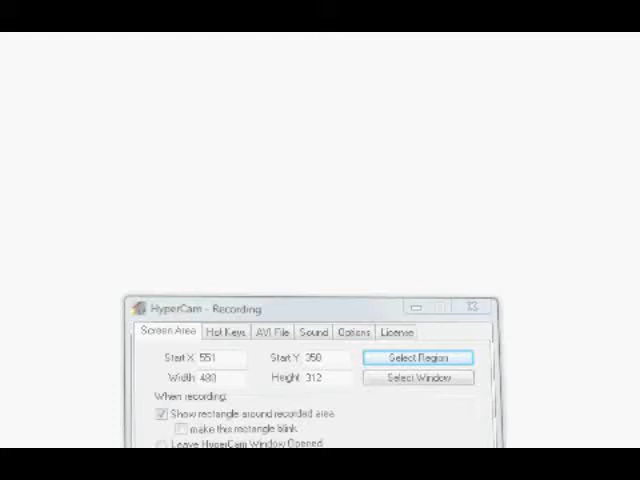 HyperCam - Recording
Screen Area Hot Keys AVI File Sound Options License
Start X 551 Start Y 350 Select Region
Width 480 Height 312 Select Window
When recording:
Show rectangle around recorded area
make this rectangle blink
Leave HyperCam Window Opened